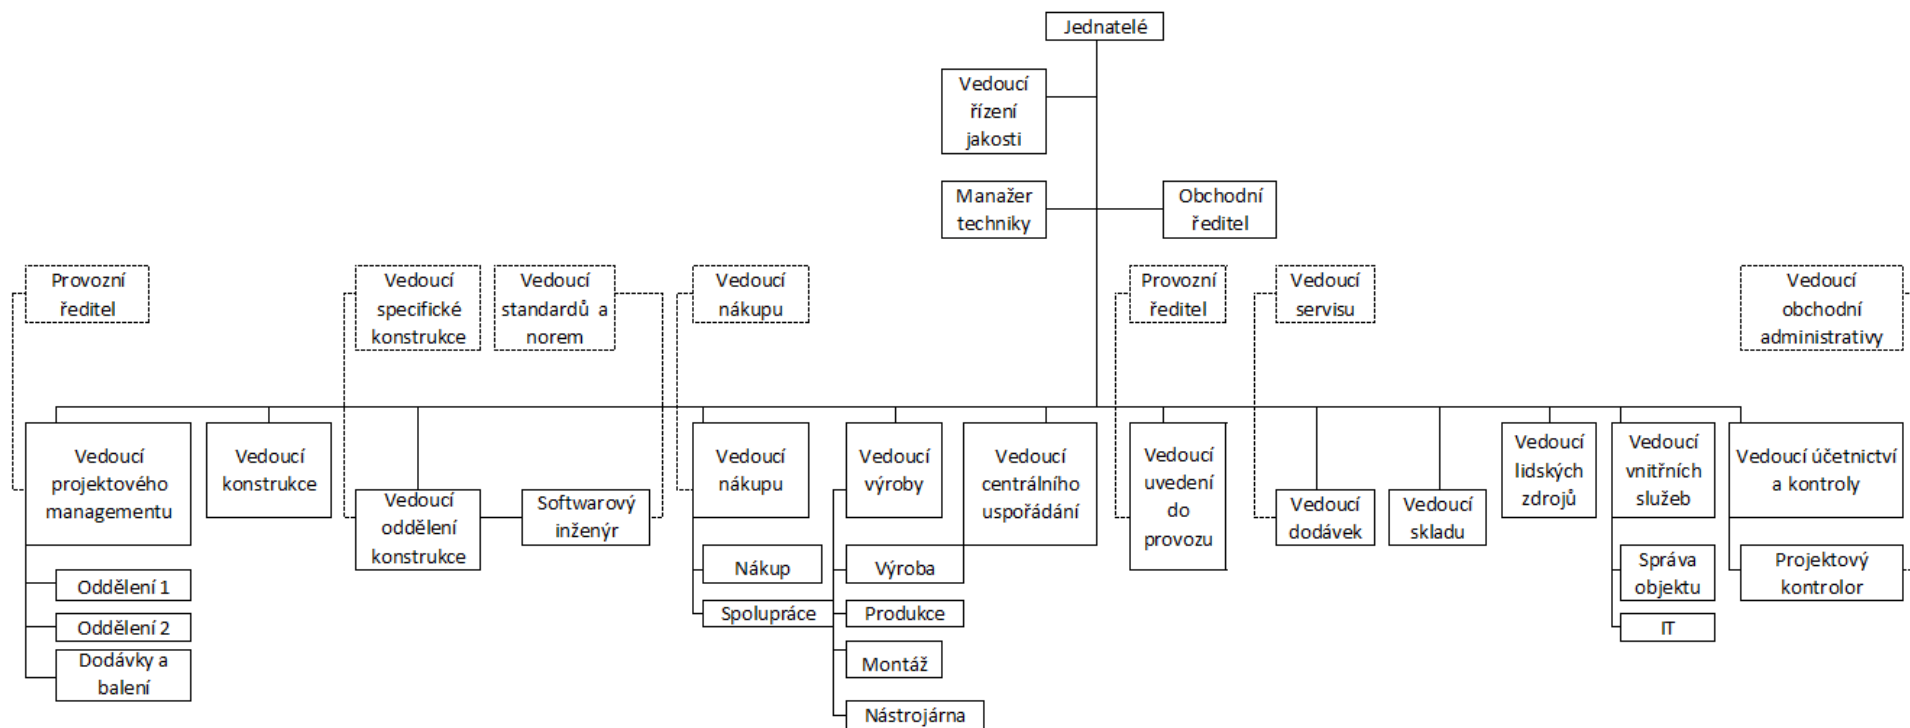 Jednatelé
Vedoucí
řízení
jakosti
Manažer
techniky
Obchodní
ředitel
Provozní
ředitel
Vedoucí
specifické
konstrukce
Vedoucí
standardů a
norem
Vedoucí
nákupu
Provozní
ředitel
Vedoucí
servisu
Vedoucí
obchodní
administrativy
Vedoucí
projektového
managementu
Vedoucí
konstrukce
Vedoucí
oddělení
konstrukce
Softwarový
inženýr
Vedoucí
nákupu
Vedoucí
výroby
Vedoucí
centrálního
uspořádání
Vedoucí
uvedení
do
provozu
Vedoucí
dodávek
Vedoucí
skladu
Vedoucí
lidských
zdrojů
Vedoucí
vnitřních
služeb
Vedoucí účetnictví
a kontroly
Oddělení 1
Oddělení 2
Dodávky a
balení
Nákup
Spolupráce
Výroba
Produkce
Montáž
Nástrojárna
Správa
objektu
IT
Projektový
kontrolor